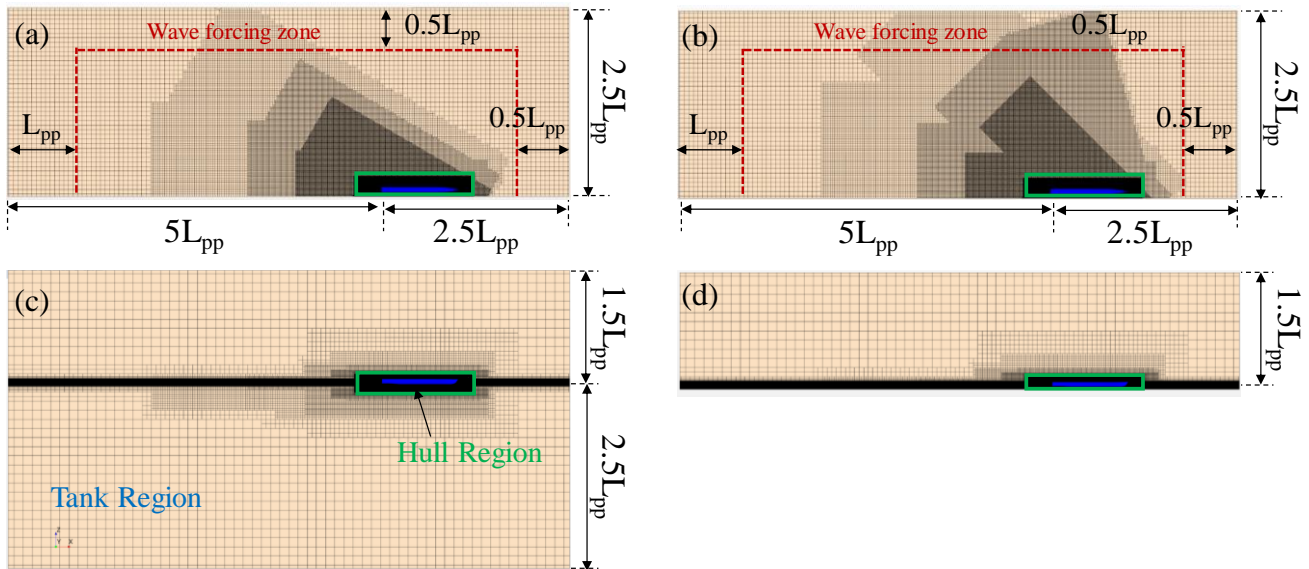 (a)
Wave forcing zone
0.5Lpp
2.5Lpp
Lpp
0.5Lpp
5Lpp
2.5Lpp
(b)
0.5Lpp
Wave forcing zone
2.5Lpp
Lpp
0.5Lpp
5Lpp
2.5Lpp
(c)
1.5Lpp
Hull Region
Tank Region
2.5Lpp
(d)
1.5Lpp